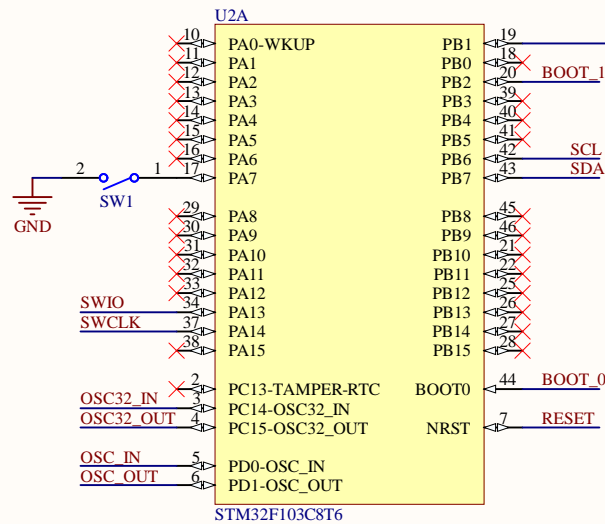 U2A
10 PA0-WKUP PB1 19
11 PA1 PB0 18
12 PA2 PB2 20 BOOT_1
13 PA3 PB3 39
14 PA4 PB4 40
15 PA5 PB5 41
16 PA6 PB6 42 SCL
2 1 17 PA7 PB7 43 SDA
SW1
GND
29 PA8 PB8 45
30 PA9 PB9 46
31 PA10 PB10 21
32 PA11 PB11 22
33 PA12 PB12 25
SWIO 34 PA13 PB13 26
SWCLK 37 PA14 PB14 27
38 PA15 PB15 28
2 PC13-TAMPER-RTC BOOT0 44 BOOT_0
OSC32_IN 3 PC14-OSC32_IN
OSC32_OUT 4 PC15-OSC32_OUT NRST 7 RESET
OSC_IN 5 PD0-OSC_IN
OSC_OUT 6 PD1-OSC_OUT
STM32F103C8T6